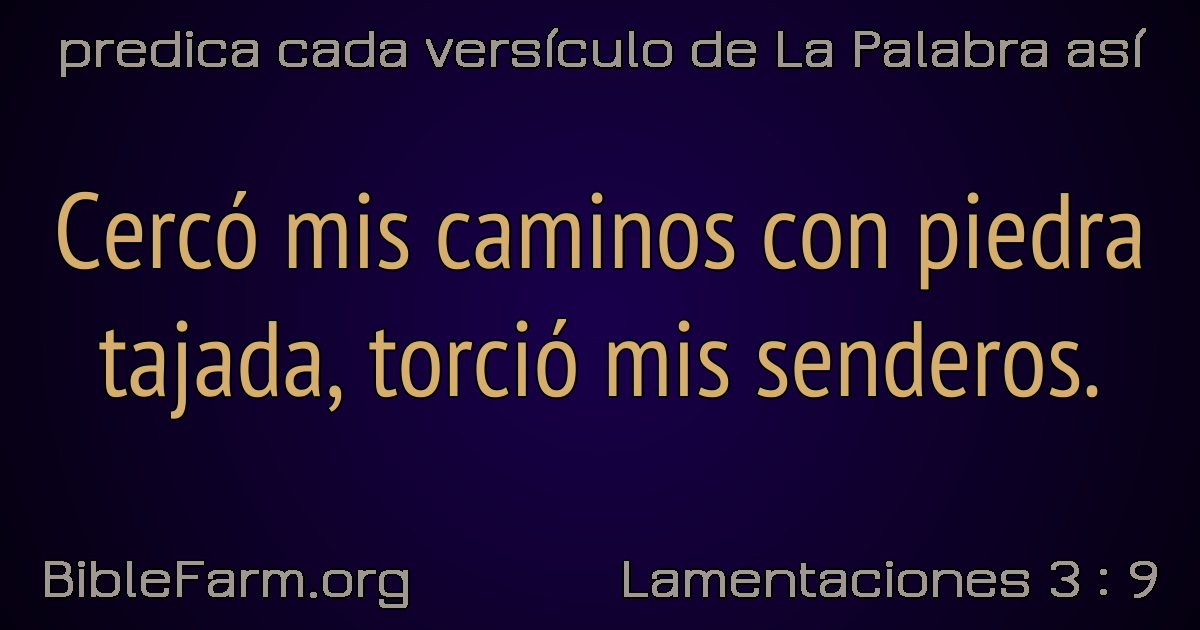 predica cada versículo de La Palabra así
Cercó mis caminos con piedra
tajada, torció mis senderos.
BibleFarm.org
Lamentaciones 3 : 9